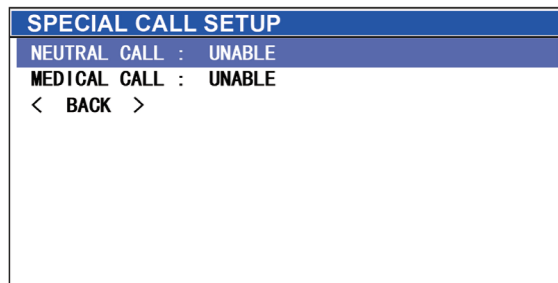 SPECIAL CALL SETUP
NEUTRAL CALL : UNABLE
MEDICAL CALL : UNABLE
< BACK >